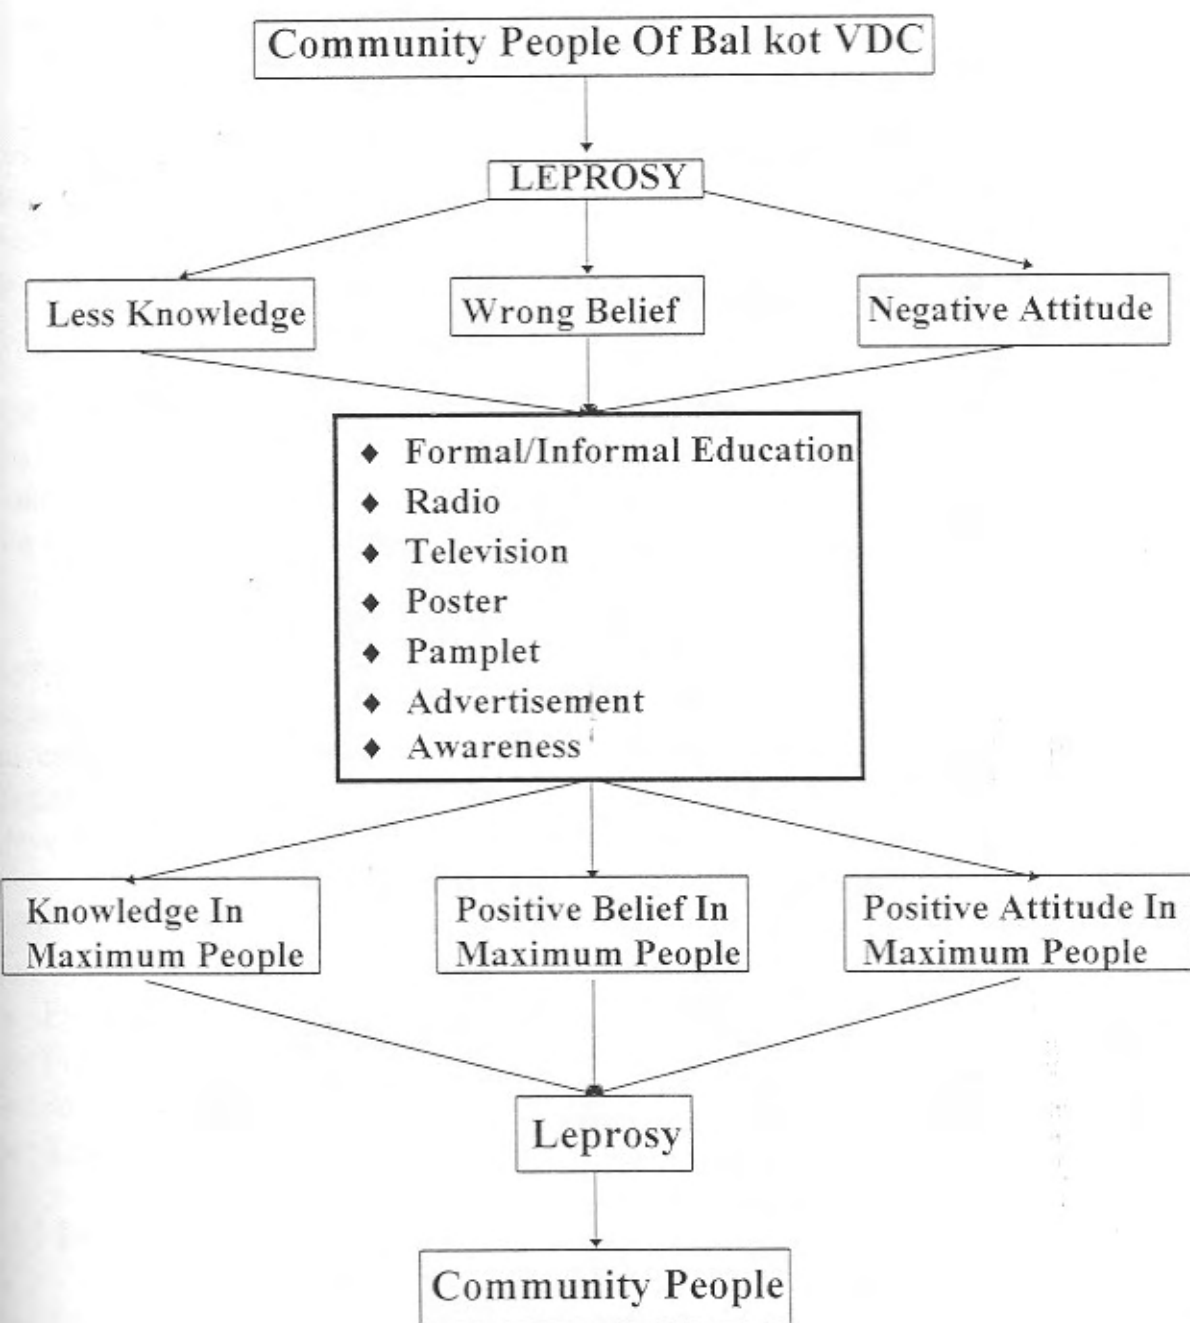 Community People Of Bal kot VDC
LEPROSY
Less Knowledge
Wrong Belief
Negative Attitude
♦ Formal/Informal Education
♦ Radio
♦ Television
♦ Poster
♦ Pamplet
♦ Advertisement
♦ Awareness
Knowledge In
Maximum People
Positive Belief In
Maximum People
Positive Attitude In
Maximum People
Leprosy
Community People